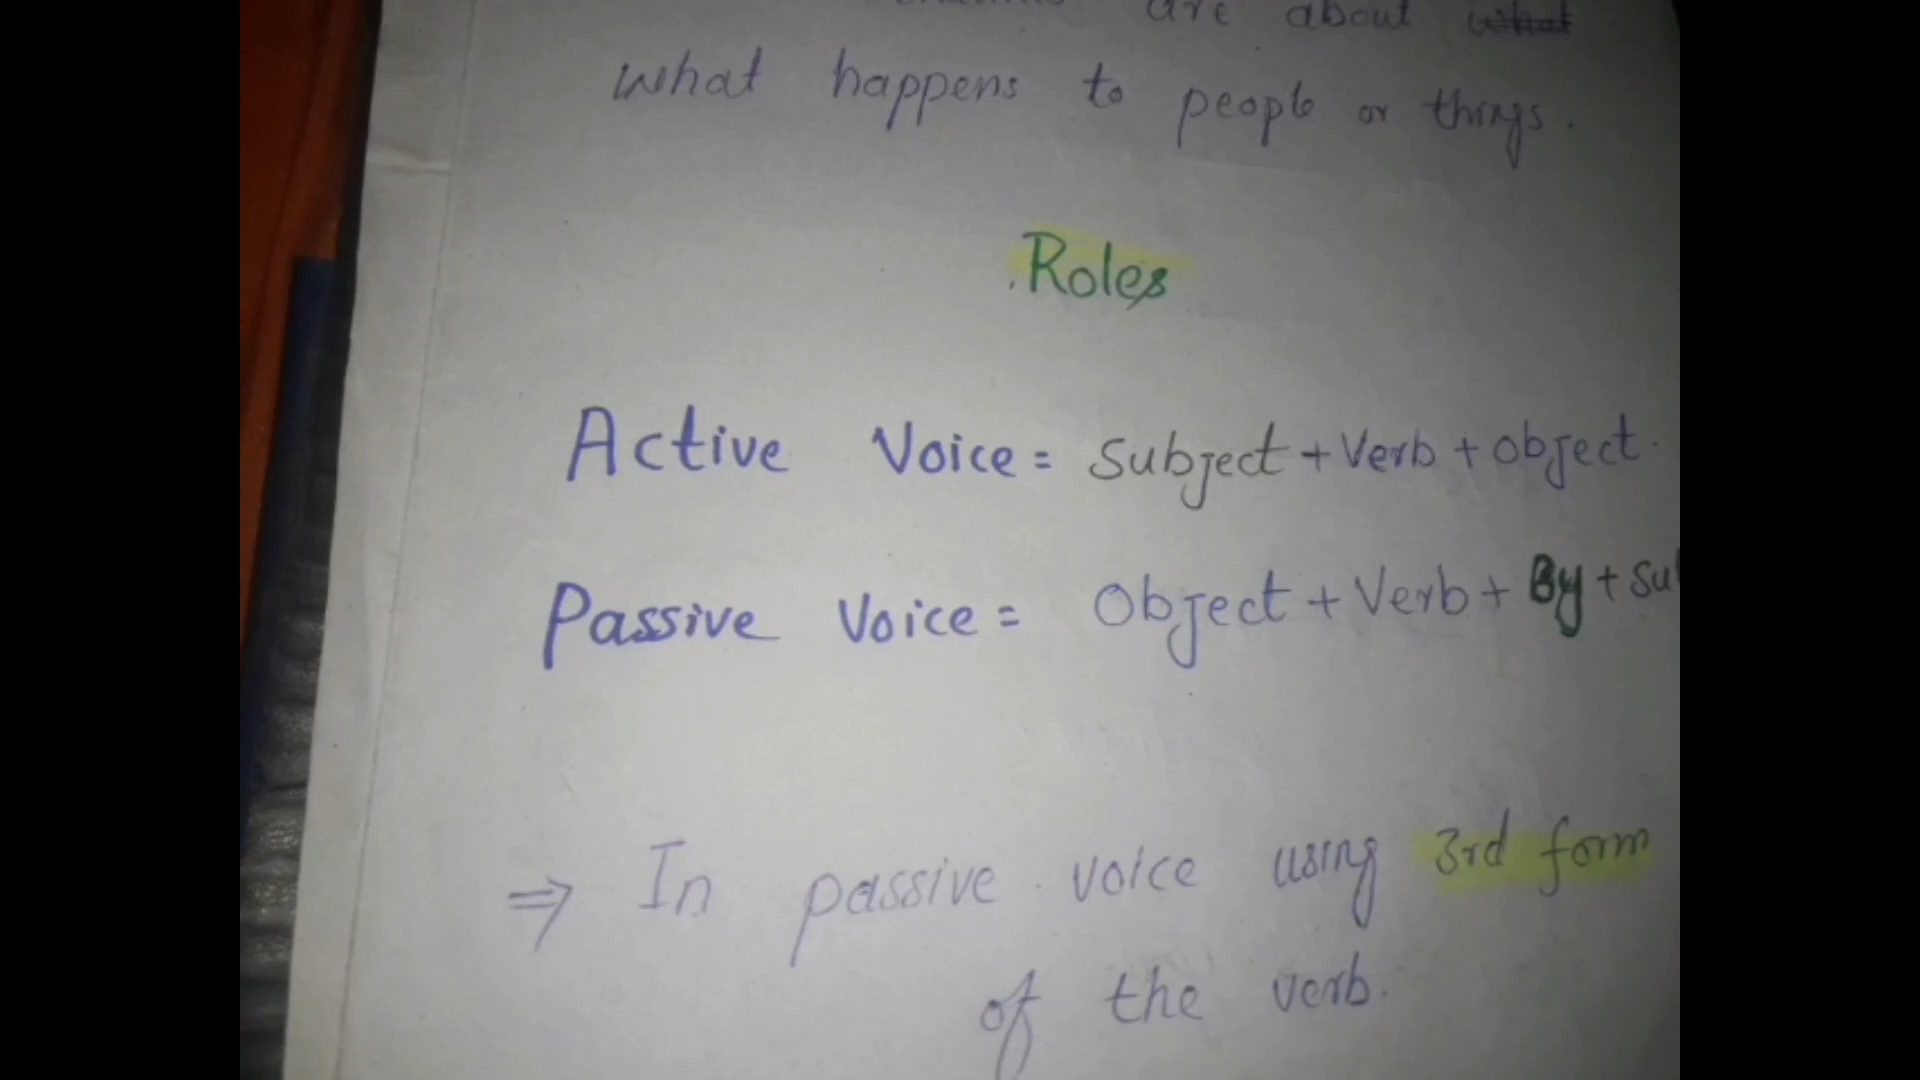 are about what
what happens to people or things.
Roles
Active Voice = Subject + Verb + object.
Passive Voice = Object + Verb + By + Su
⇒ In passive voice using 3rd form
of the verb.